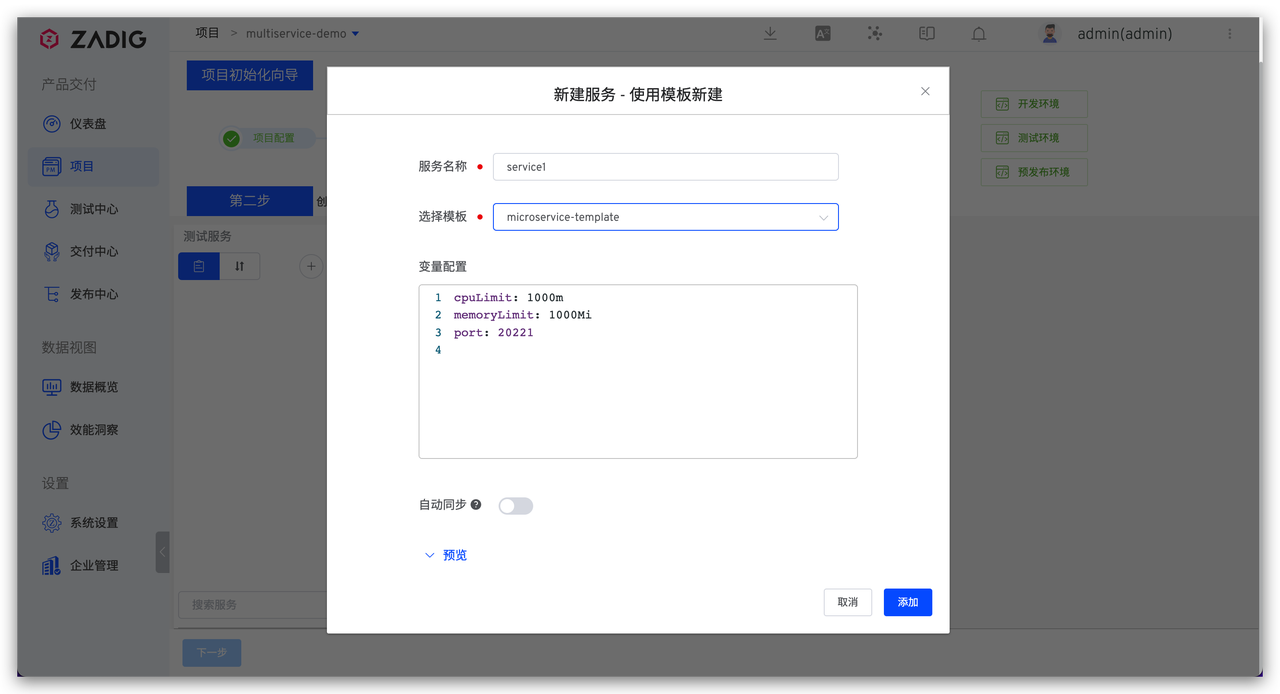 ZADIG
项目 > multiservice-demo
admin(admin)
产品交付
仪表盘
项目
测试中心
交付中心
发布中心
数据视图
数据概览
效能洞察
设置
系统设置
企业管理
项目初始化向导
项目配置
第二步
创
测试服务
搜索服务
下一步
开发环境
测试环境
预发布环境
新建服务 - 使用模板新建
服务名称 service1
选择模板 microservice-template
变量配置
1 cpuLimit: 1000m
2 memoryLimit: 1000Mi
3 port: 20221
4
自动同步
预览
取消 添加